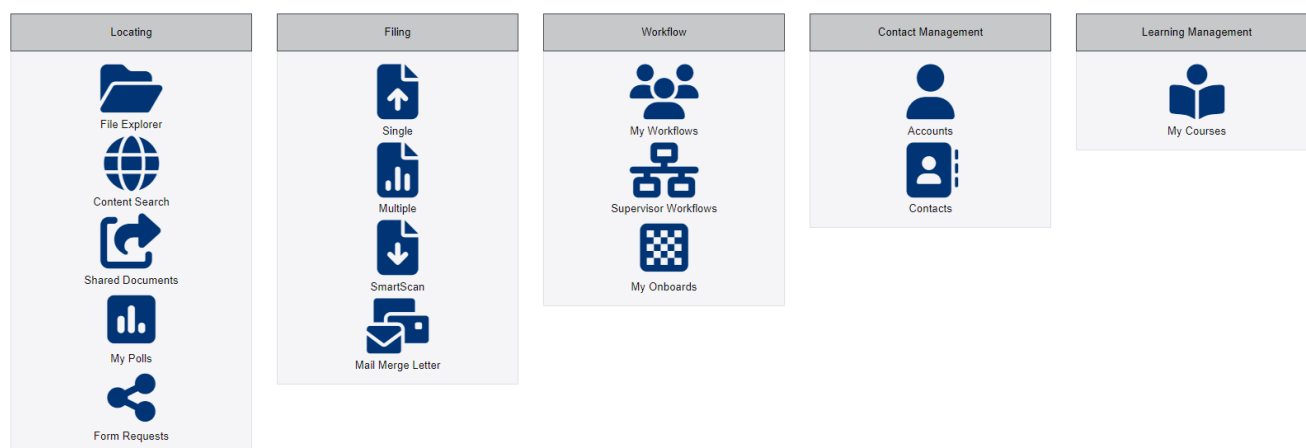 Locating
File Explorer
Content Search
Shared Documents
My Polls
Form Requests
Filing
Single
Multiple
SmartScan
Mail Merge Letter
Workflow
My Workflows
Supervisor Workflows
My Onboards
Contact Management
Accounts
Contacts
Learning Management
My Courses